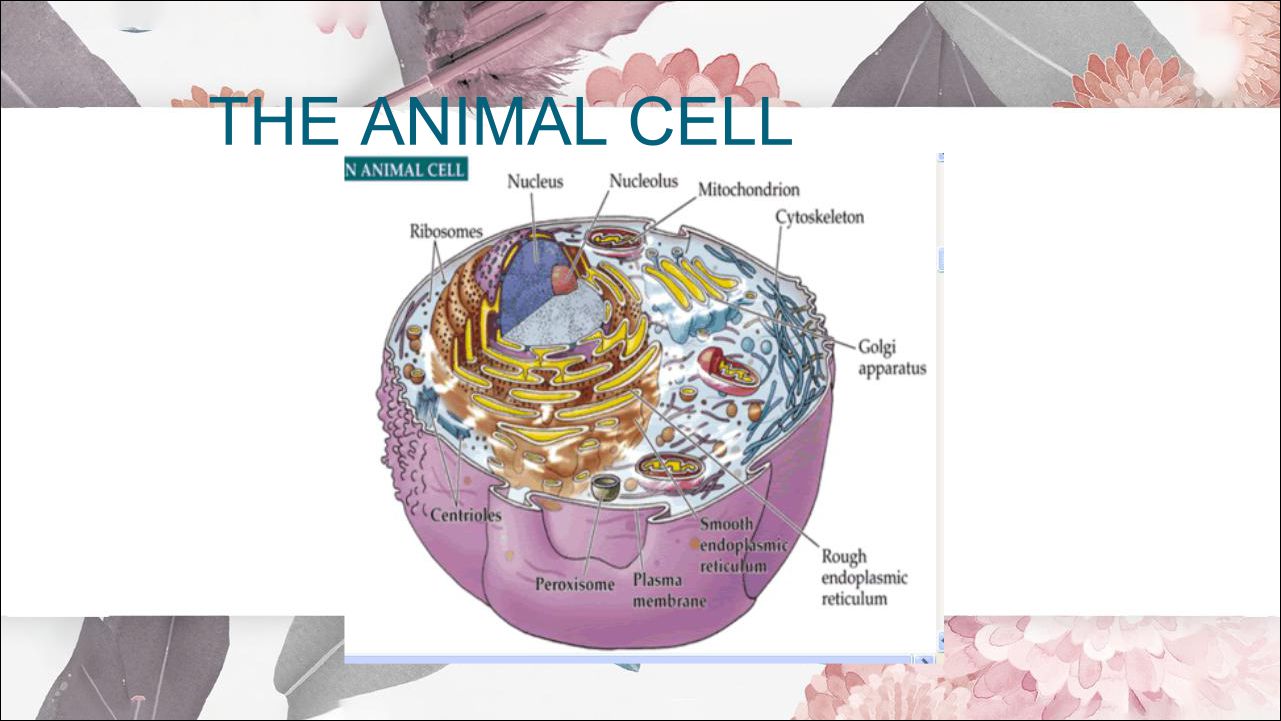 THE ANIMAL CELL
N ANIMAL CELL
Nucleus
Nucleolus
Mitochondrion
Cytoskeleton
Ribosomes
Golgi
apparatus
Centrioles
Smooth
endoplasmic
reticulum
Rough
endoplasmic
reticulum
Peroxisome
Plasma
membrane